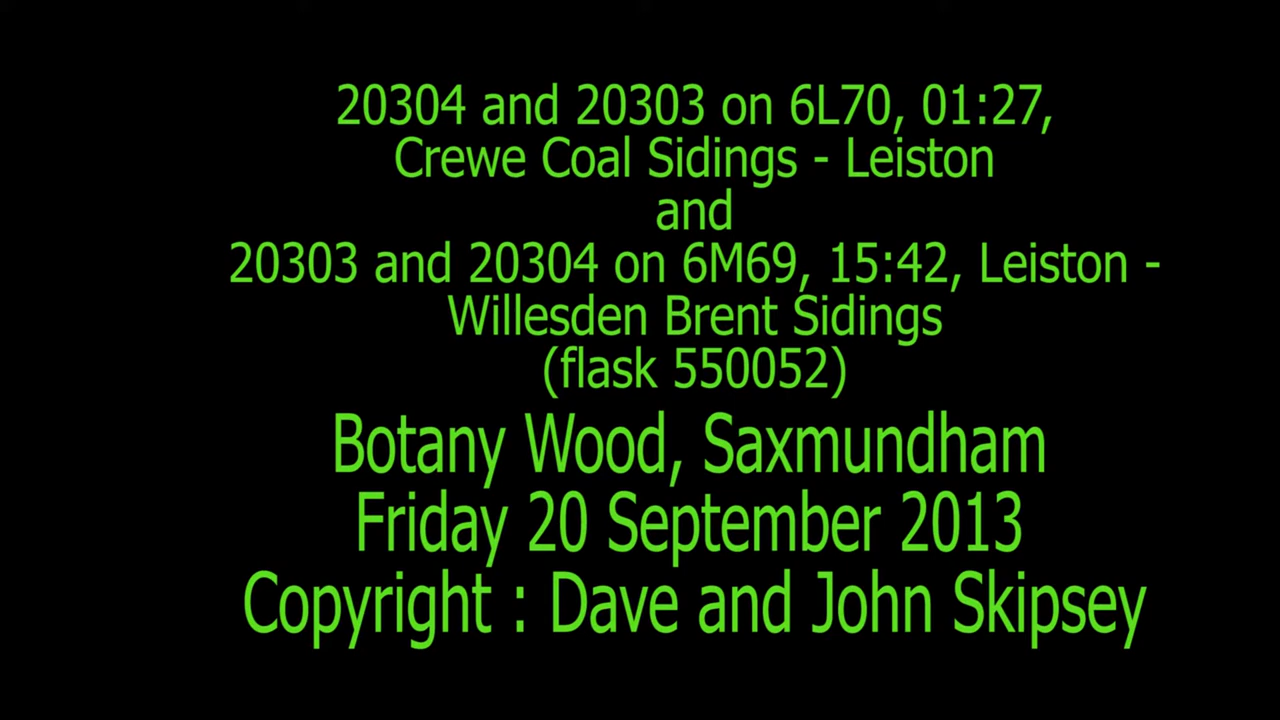 20304 and 20303 on 6L70, 01:27,
Crewe Coal Sidings - Leiston
and
20303 and 20304 on 6M69, 15:42, Leiston -
Willesden Brent Sidings
(flask 550052)
Botany Wood, Saxmundham
Friday 20 September 2013
Copyright : Dave and John Skipsey